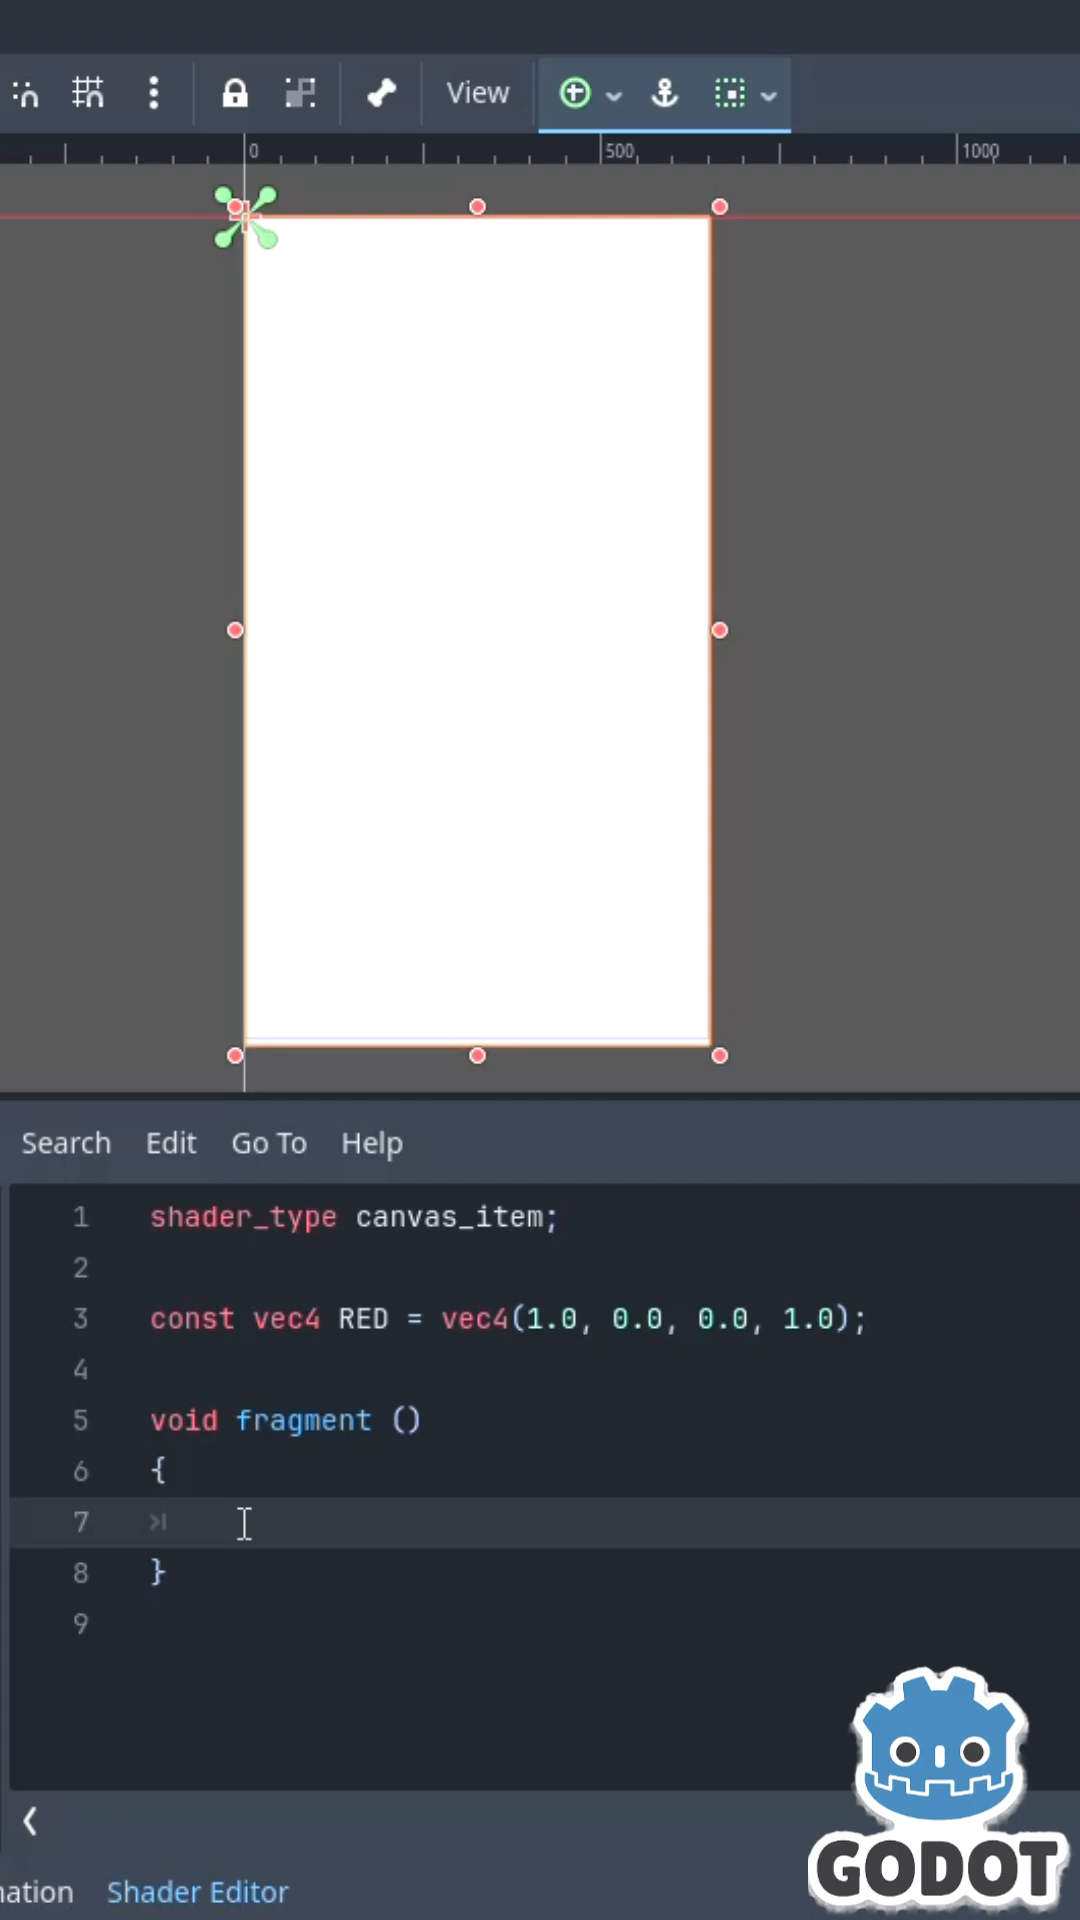 View
0 500 1000
Search Edit Go To Help
1 shader_type canvas_item;
2
3 const vec4 RED = vec4(1.0, 0.0, 0.0, 1.0);
4
5 void fragment ()
6 {
7
8 }
9
GODOT
mation Shader Editor